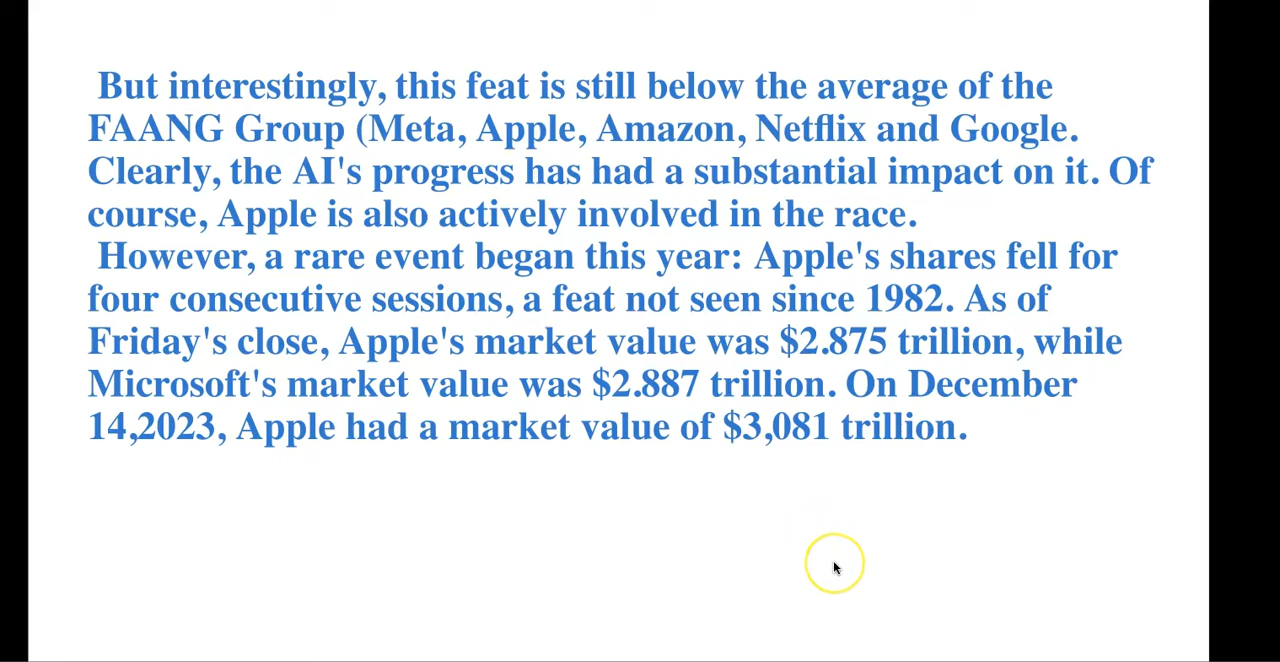 But interestingly, this feat is still below the average of the
FAANG Group (Meta, Apple, Amazon, Netflix and Google.
Clearly, the AI's progress has had a substantial impact on it. Of
course, Apple is also actively involved in the race.
However, a rare event began this year: Apple's shares fell for
four consecutive sessions, a feat not seen since 1982. As of
Friday's close, Apple's market value was $2.875 trillion, while
Microsoft's market value was $2.887 trillion. On December
14,2023, Apple had a market value of $3,081 trillion.